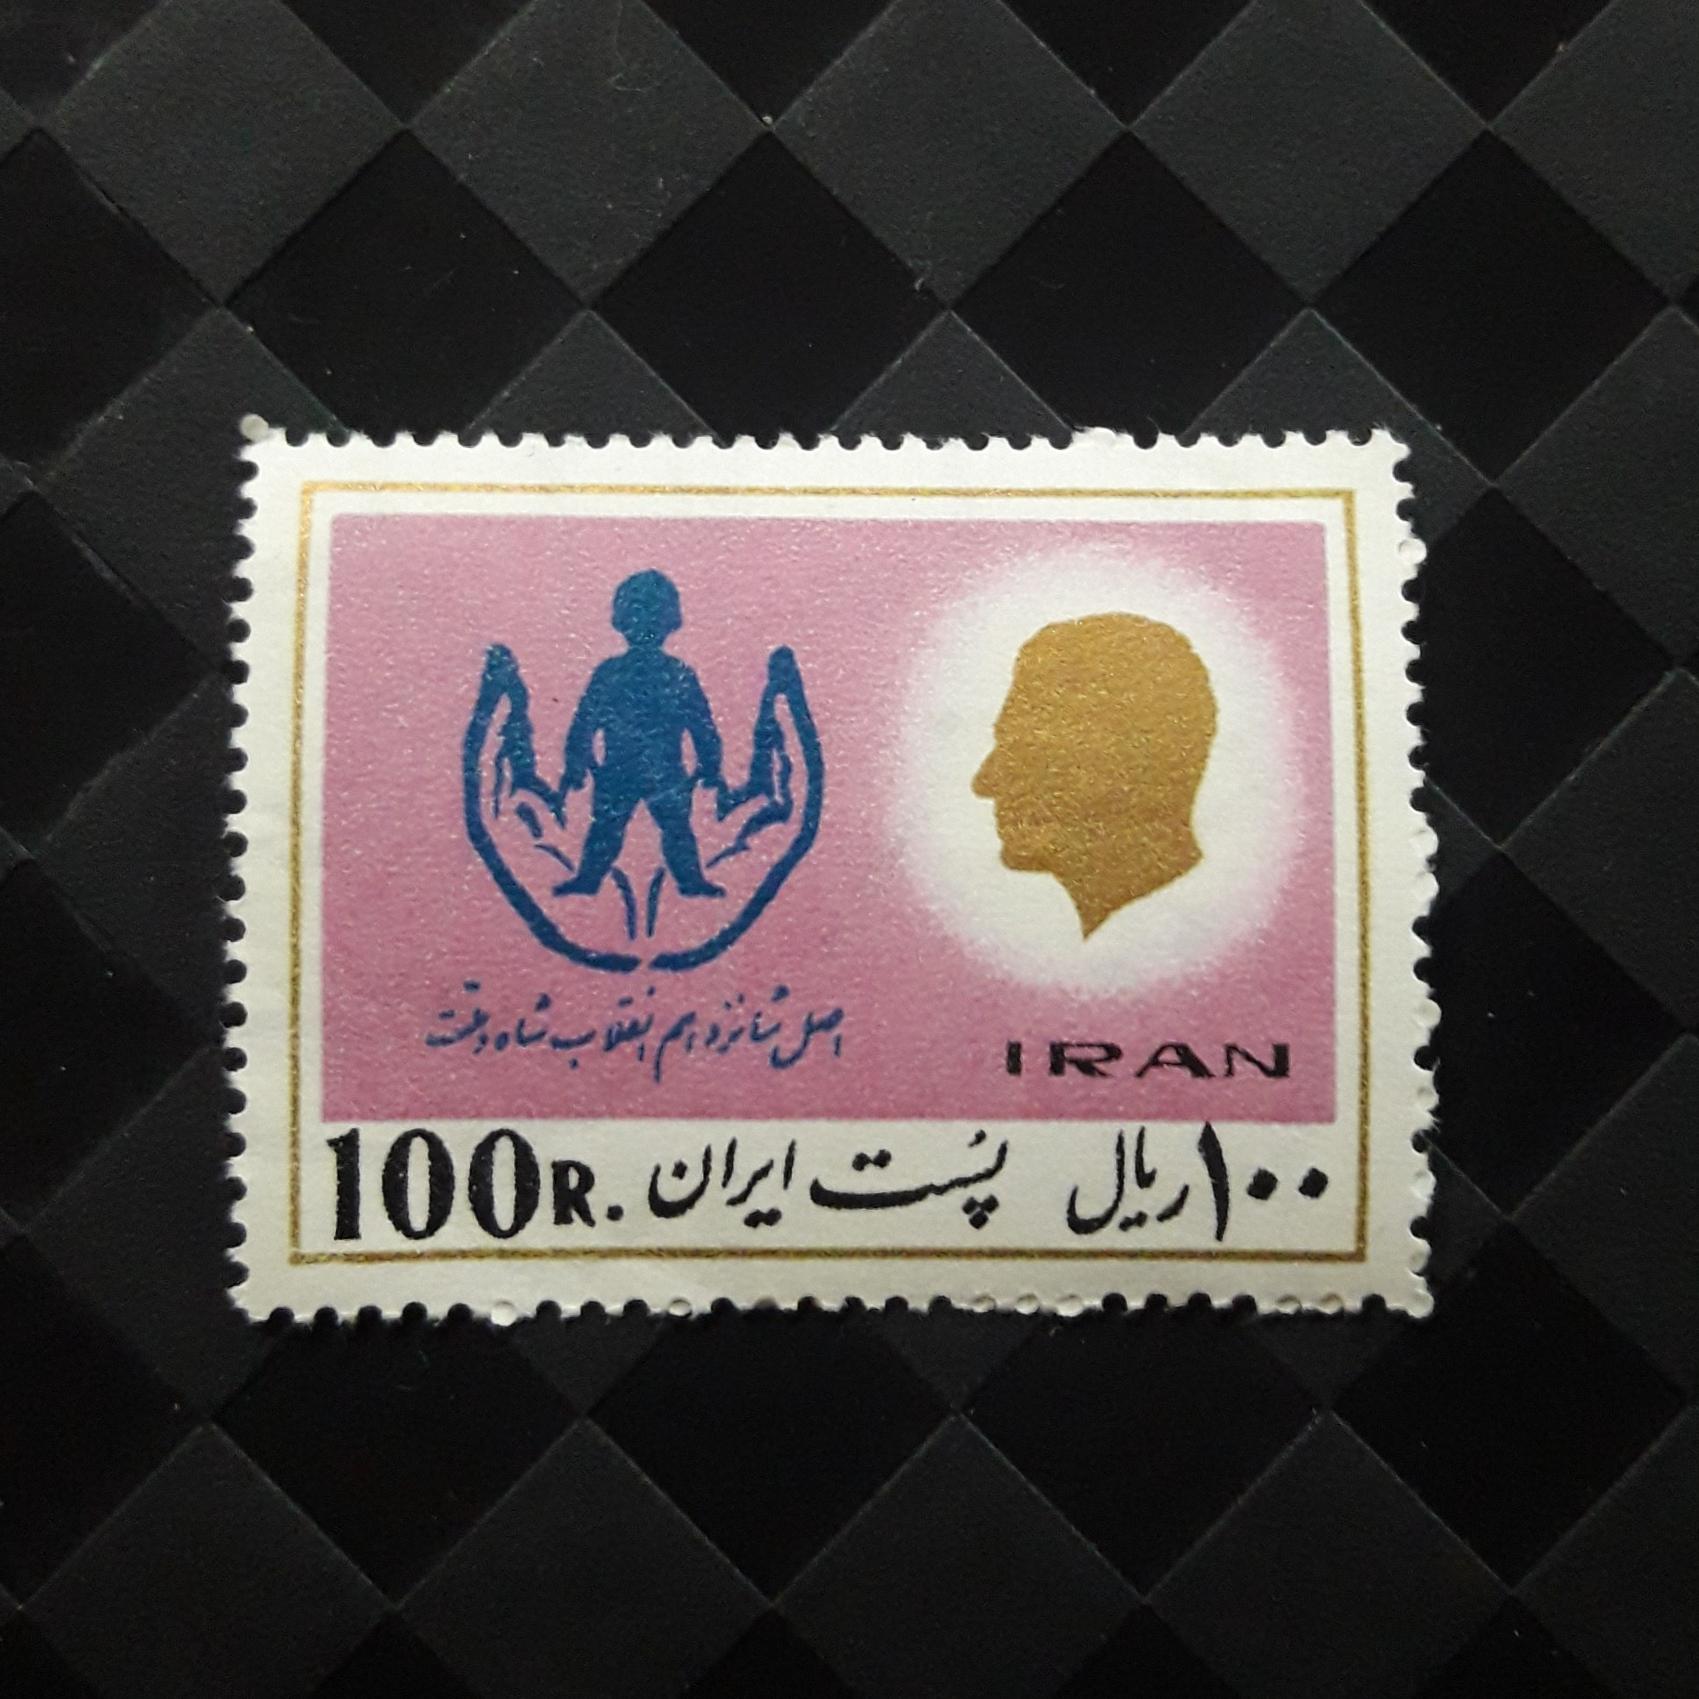 اصل شانزدهم انقلاب شاه و ملت
IRAN
100R. پست ایران ۱۰۰ ریال